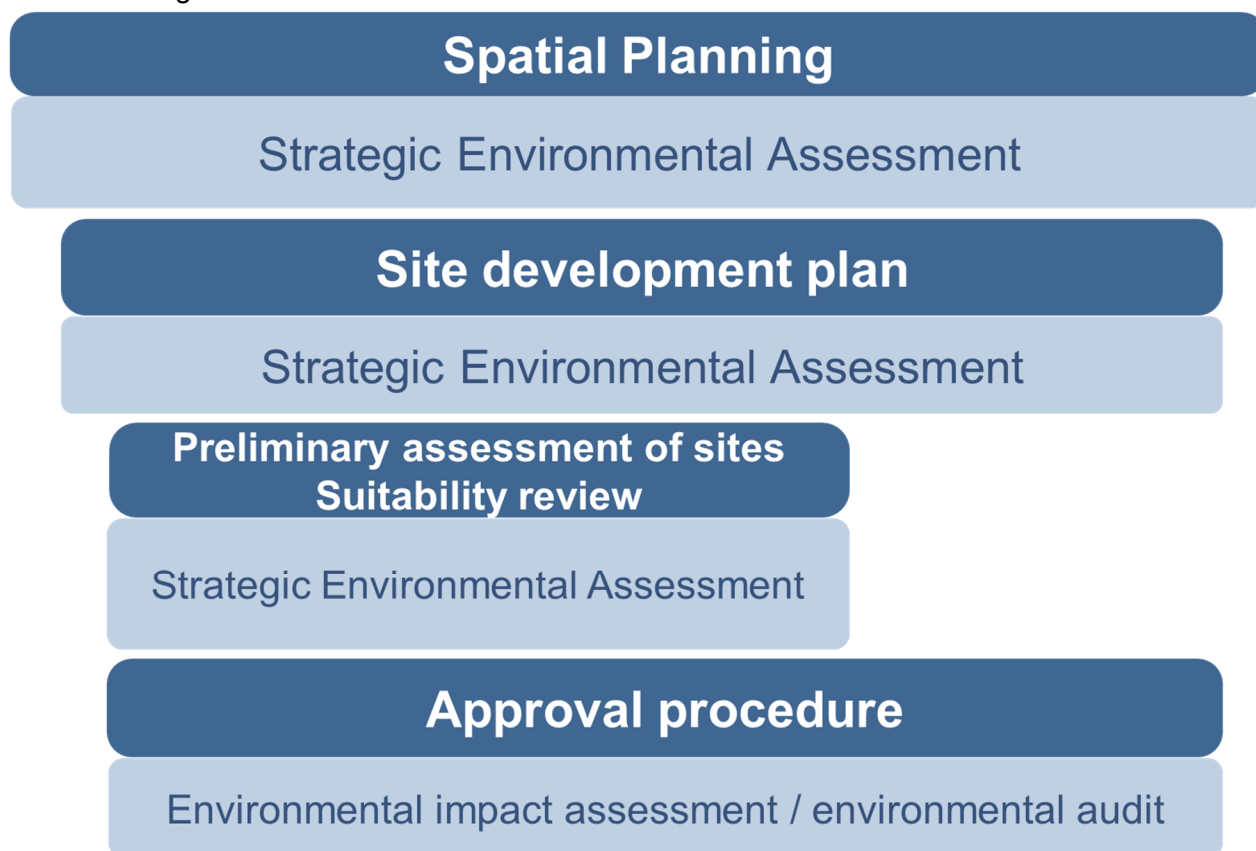 Spatial Planning
Strategic Environmental Assessment
Site development plan
Strategic Environmental Assessment
Preliminary assessment of sites
Suitability review
Strategic Environmental Assessment
Approval procedure
Environmental impact assessment / environmental audit